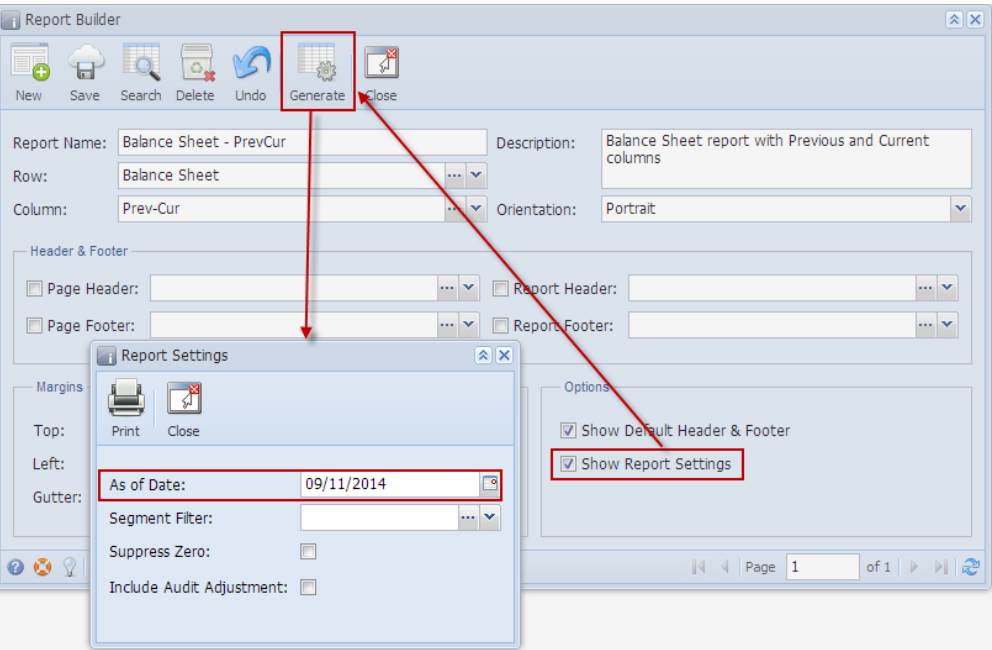 Report Builder
New Save Search Delete Undo Generate Close
Report Name: Balance Sheet - PrevCur
Description: Balance Sheet report with Previous and Current
columns
Row: Balance Sheet
Column: Prev-Cur
Orientation: Portrait
Header & Footer
Page Header:
Report Header:
Page Footer:
Report Footer:
Margins
Top:
Left:
Gutter:
Options
Show Default Header & Footer
Show Report Settings
Report Settings
Print Close
As of Date: 09/11/2014
Segment Filter:
Suppress Zero:
Include Audit Adjustment:
Page 1 of 1